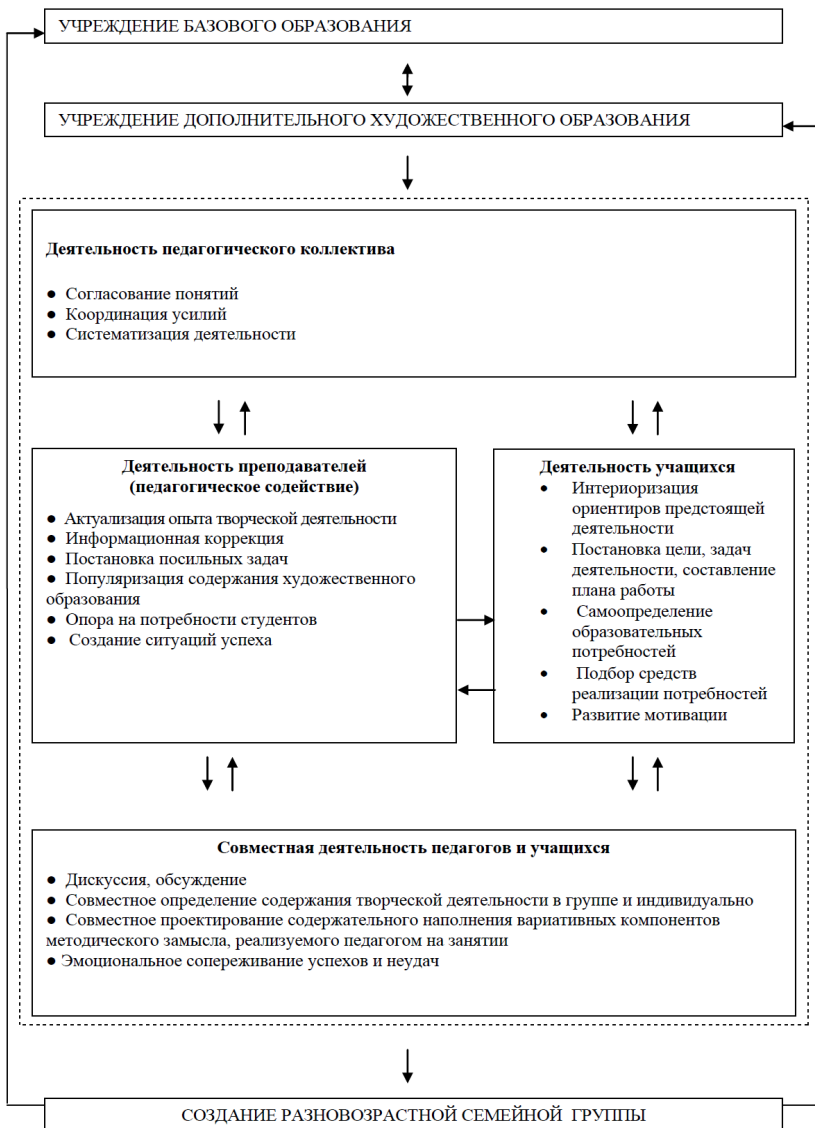 УЧРЕЖДЕНИЕ БАЗОВОГО ОБРАЗОВАНИЯ
УЧРЕЖДЕНИЕ ДОПОЛНИТЕЛЬНОГО ХУДОЖЕСТВЕННОГО ОБРАЗОВАНИЯ
Деятельность педагогического коллектива
● Согласование понятий
● Координация усилий
● Систематизация деятельности
Деятельность преподавателей
(педагогическое содействие)
● Актуализация опыта творческой деятельности
● Информационная коррекция
● Постановка посильных задач
● Популяризация содержания художественного
образования
● Опора на потребности студентов
● Создание ситуаций успеха
Деятельность учащихся
● Интериоризация
ориентиров предстоящей
деятельности
● Постановка цели, задач
деятельности, составление
плана работы
● Самоопределение
образовательных
потребностей
● Подбор средств
реализации потребностей
● Развитие мотивации
Совместная деятельность педагогов и учащихся
● Дискуссия, обсуждение
● Совместное определение содержания творческой деятельности в группе и индивидуально
● Совместное проектирование содержательного наполнения вариативных компонентов
методического замысла, реализуемого педагогом на занятии
● Эмоциональное сопереживание успехов и неудач
СОЗДАНИЕ РАЗНОВОЗРАСТНОЙ СЕМЕЙНОЙ ГРУППЫ